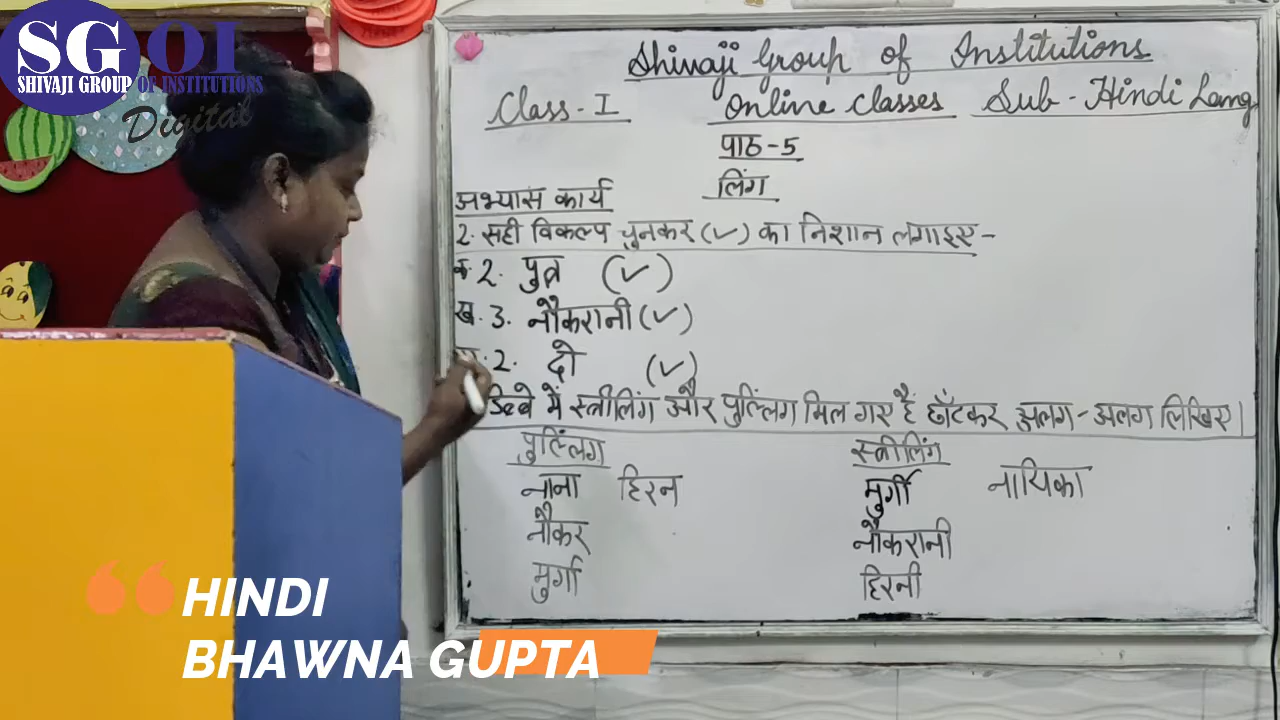 SGOI
SHIVAJI GROUP OF INSTITUTIONS
Digital
Shivaji Group of Institutions
Class - I Online Classes Sub - Hindi Lang
पाठ-5
लिंग
अभ्यास कार्य
2. सही विकल्प चुनकर (✓) का निशान लगाइए -
क. 2. पुत्र (✓)
ख. 3. नौकरानी (✓)
2. दो (✓)
डिब्बे में स्त्रीलिंग और पुल्लिंग मिल गए हैं छाँटकर अलग - अलग लिखिए।
पुल्लिंग स्त्रीलिंग
नाना हिरन मुर्गी नायिका
नौकर नौकरानी
मुर्गा हिरनी
HINDI
BHAWNA GUPTA